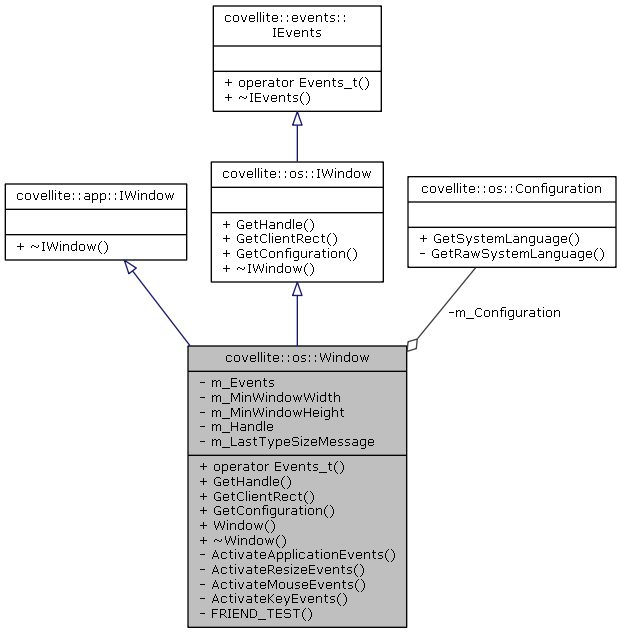 covellite::events::
IEvents
+ operator Events_t()
+ ~IEvents()
covellite::app::IWindow
+ ~IWindow()
covellite::os::IWindow
+ GetHandle()
+ GetClientRect()
+ GetConfiguration()
+ ~IWindow()
covellite::os::Configuration
+ GetSystemLanguage()
- GetRawSystemLanguage()
-m_Configuration
covellite::os::Window
- m_Events
- m_MinWindowWidth
- m_MinWindowHeight
- m_Handle
- m_LastTypeSizeMessage
+ operator Events_t()
+ GetHandle()
+ GetClientRect()
+ GetConfiguration()
+ Window()
+ ~Window()
- ActivateApplicationEvents()
- ActivateResizeEvents()
- ActivateMouseEvents()
- ActivateKeyEvents()
- FRIEND_TEST()